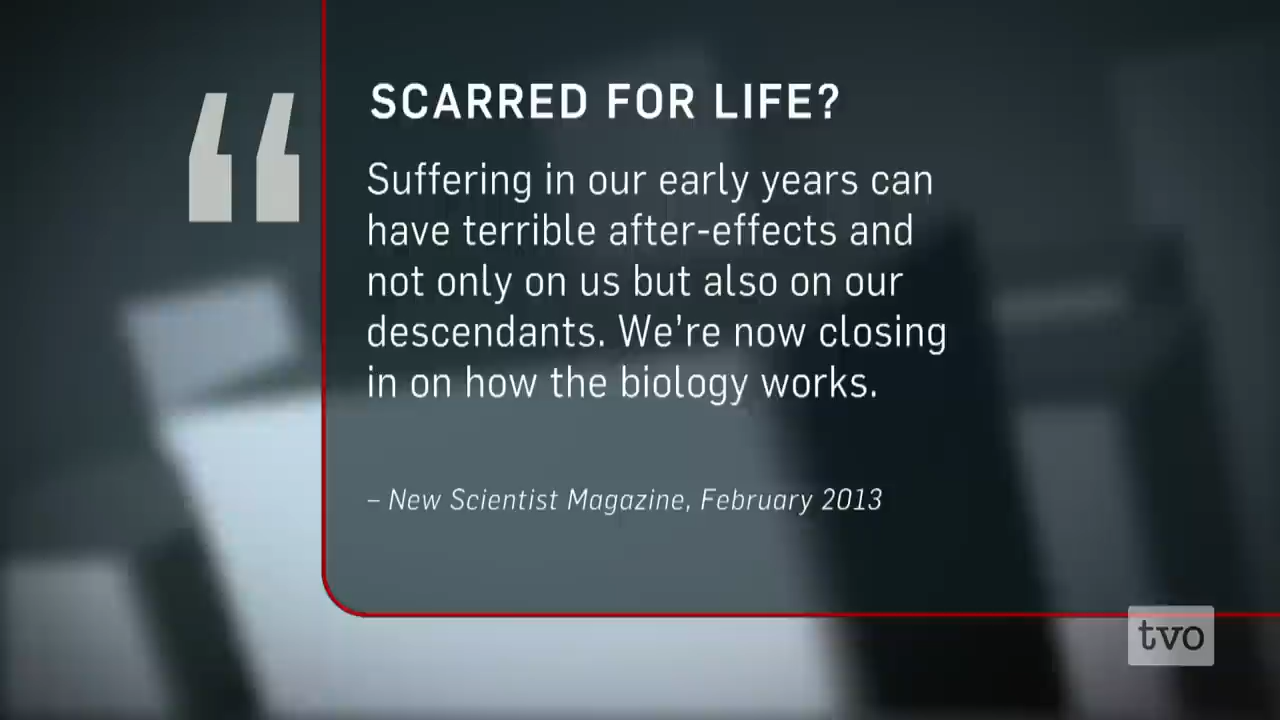 “
SCARRED FOR LIFE?
Suffering in our early years can
have terrible after-effects and
not only on us but also on our
descendants. We’re now closing
in on how the biology works.
– New Scientist Magazine, February 2013
tvo